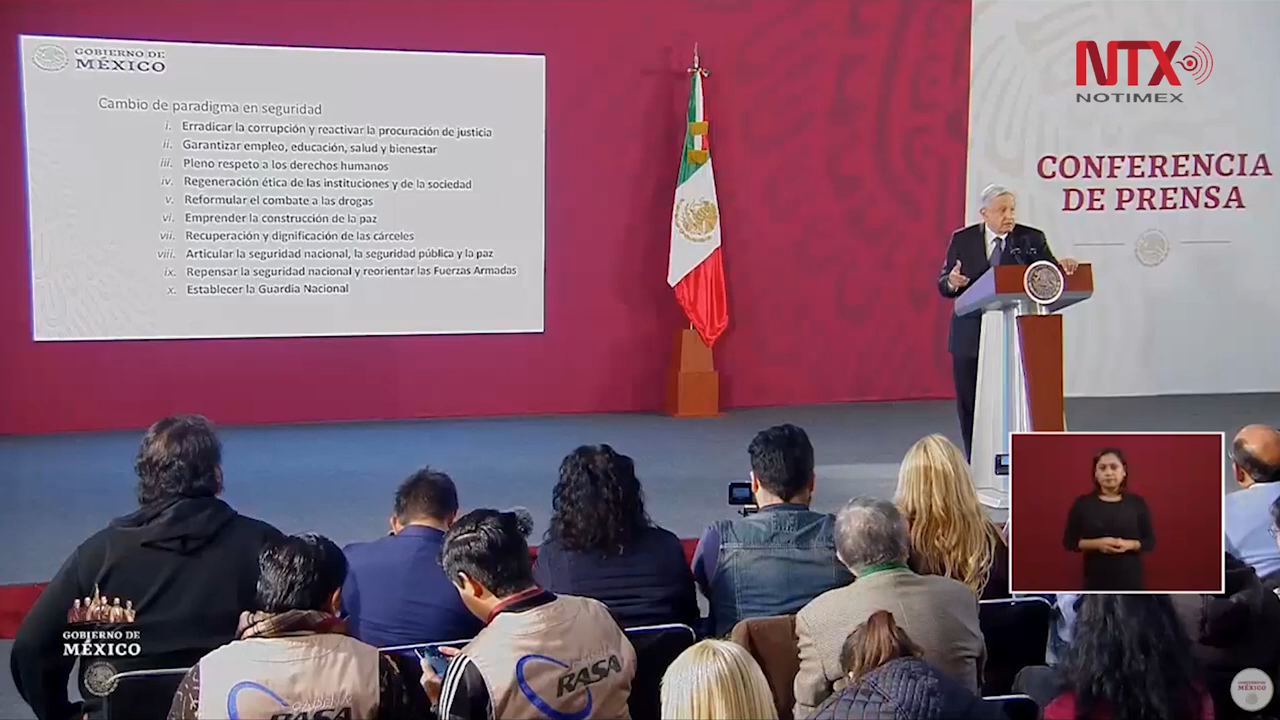 GOBIERNO DE
MÉXICO
Cambio de paradigma en seguridad
i. Erradicar la corrupción y reactivar la procuración de justicia
ii. Garantizar empleo, educación, salud y bienestar
iii. Pleno respeto a los derechos humanos
iv. Regeneración ética de las instituciones y de la sociedad
v. Reformular el combate a las drogas
vi. Emprender la construcción de la paz
vii. Recuperación y dignificación de las cárceles
viii. Articular la seguridad nacional, la seguridad pública y la paz
ix. Repensar la seguridad nacional y reorientar las Fuerzas Armadas
x. Establecer la Guardia Nacional
NTX
NOTIMEX
CONFERENCIA
DE PRENSA
GOBIERNO DE
MÉXICO
RASA
RASA